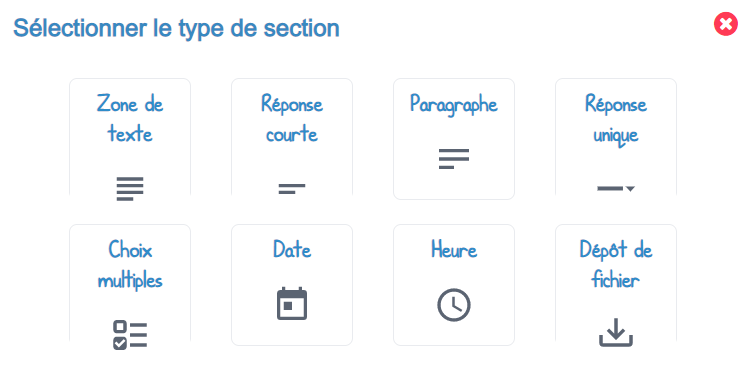 Sélectionner le type de section
Zone de
texte
Réponse
courte
Paragraphe
Réponse
unique
Choix
multiples
Date
Heure
Dépôt de
fichier